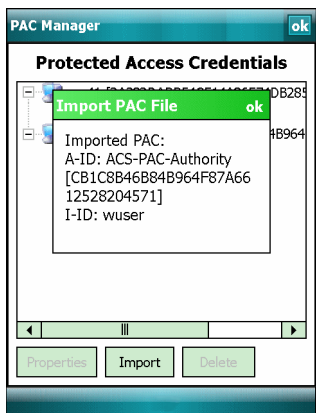 PAC Manager ok
Protected Access Credentials
Import PAC File ok
Imported PAC:
A-ID: ACS-PAC-Authority
[CB1C8B46B84B964F87A66
12528204571]
I-ID: wuser
Properties Import Delete